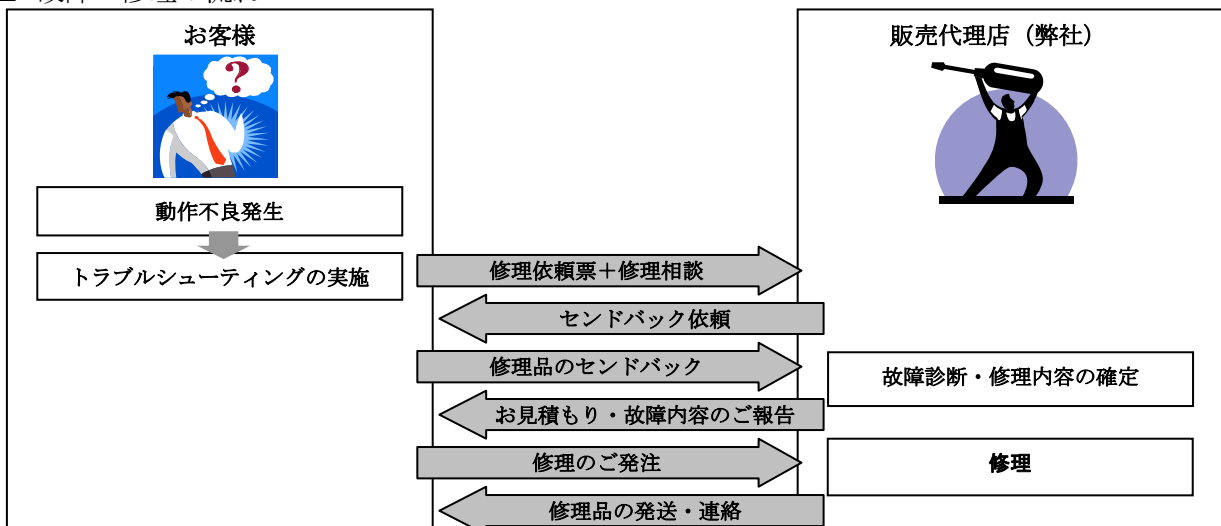 お客様
販売代理店（弊社）
?
動作不良発生
トラブルシューティングの実施
修理依頼票＋修理相談
センドバック依頼
修理品のセンドバック
故障診断・修理内容の確定
お見積もり・故障内容のご報告
修理のご発注
修理
修理品の発送・連絡